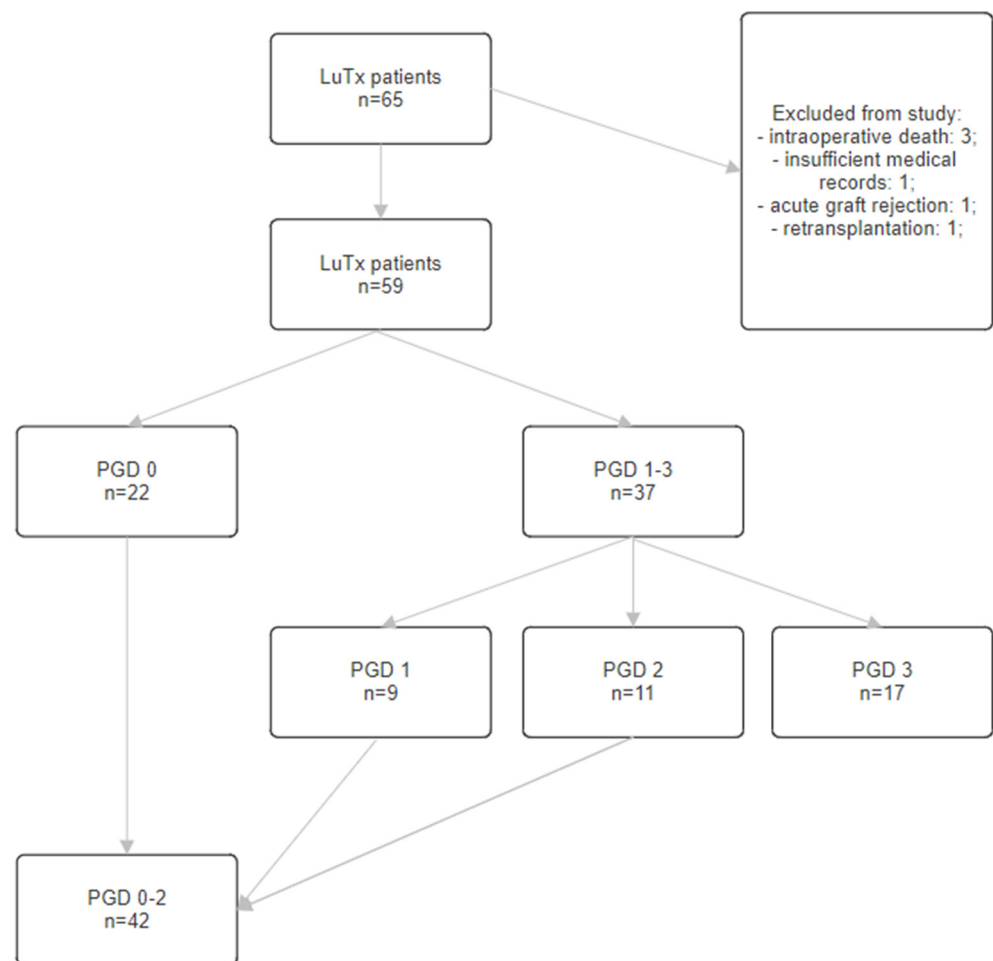 LuTx patients
n=65
Excluded from study:
- intraoperative death: 3;
- insufficient medical
records: 1;
- acute graft rejection: 1;
- retransplantation: 1;
LuTx patients
n=59
PGD 0
n=22
PGD 1-3
n=37
PGD 1
n=9
PGD 2
n=11
PGD 3
n=17
PGD 0-2
n=42